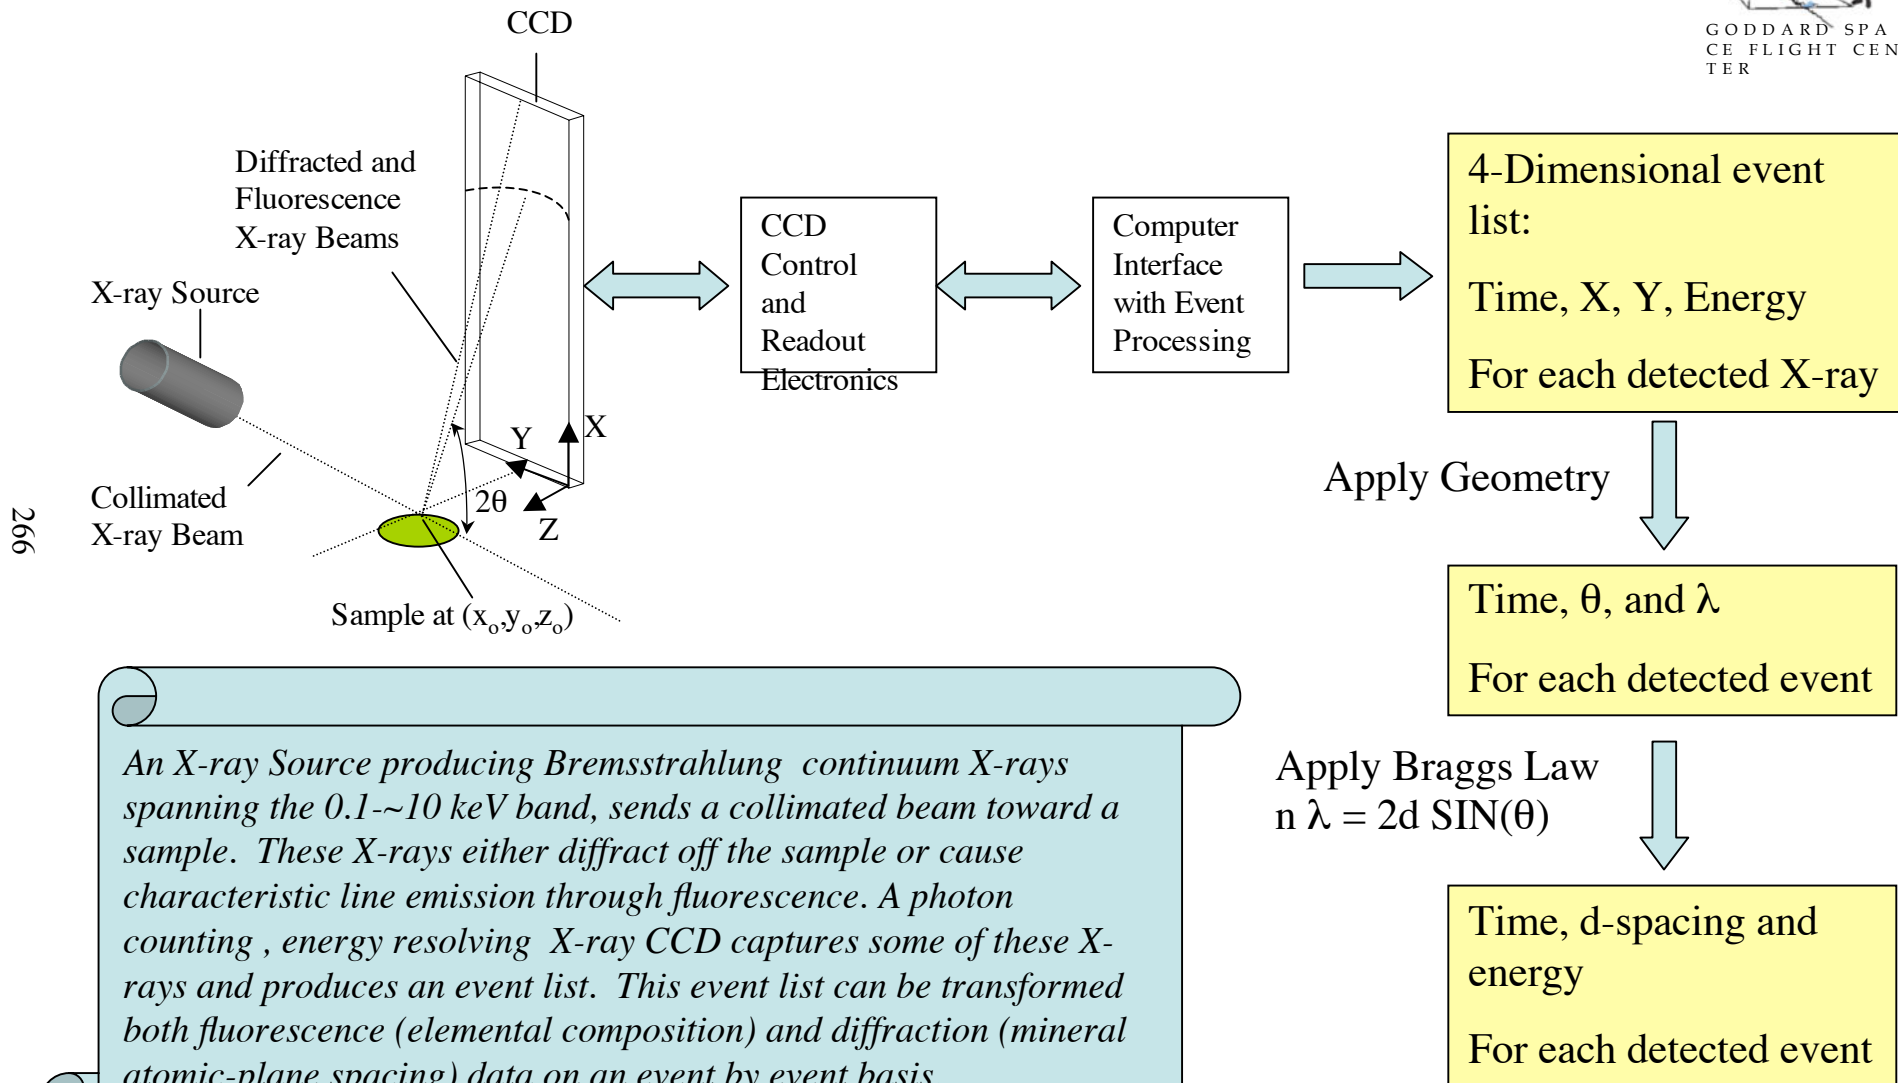 CCD
GODDARD SPA
CE FLIGHT CEN
TER
Diffracted and
Fluorescence
X-ray Beams
X-ray Source
Collimated
X-ray Beam
Y
X
Z
2θ
Sample at (xo,yo,zo)
CCD
Control
and
Readout
Electronics
Computer
Interface
with Event
Processing
4-Dimensional event
list:
Time, X, Y, Energy
For each detected X-ray
Apply Geometry
Time, θ, and λ
For each detected event
Apply Braggs Law
n λ = 2d SIN(θ)
Time, d-spacing and
energy
For each detected event
266
An X-ray Source producing Bremsstrahlung continuum X-rays
spanning the 0.1-~10 keV band, sends a collimated beam toward a
sample. These X-rays either diffract off the sample or cause
characteristic line emission through fluorescence. A photon
counting , energy resolving X-ray CCD captures some of these X-
rays and produces an event list. This event list can be transformed
both fluorescence (elemental composition) and diffraction (mineral
atomic-plane spacing) data on an event by event basis